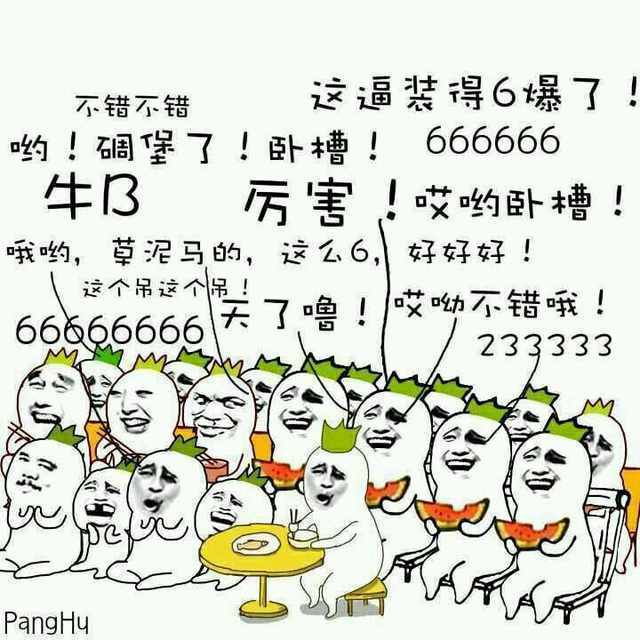 不错不错 这逼装得6爆了！
哟！碉堡了！卧槽！ 666666
牛B 厉害！哎哟卧槽！
哦哟，草泥马的，这么6，好好好！
这个吊这个吊！
66666666 天了噜！ 哎呦不错哦！
233333
PangHu